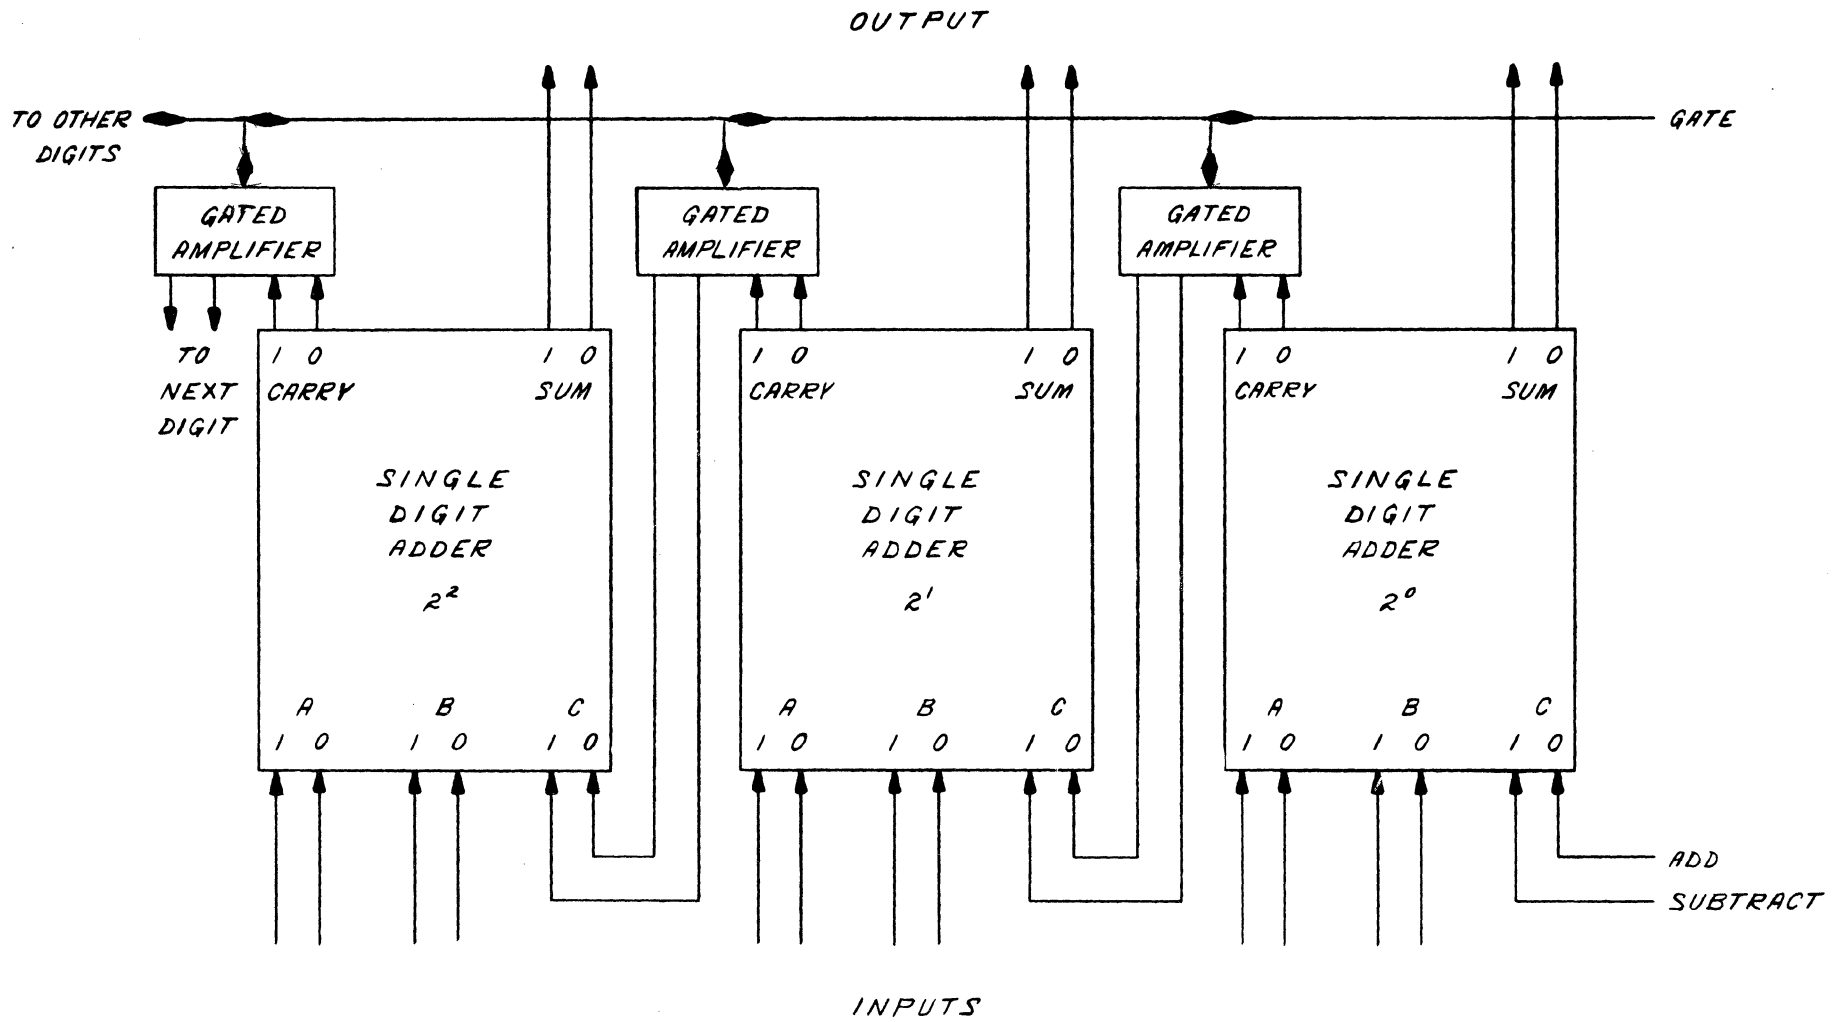 OUTPUT
TO OTHER
DIGITS
GATE
GATED
AMPLIFIER
GATED
AMPLIFIER
GATED
AMPLIFIER
TO
NEXT
DIGIT
1 0
CARRY
1 0
SUM
SINGLE
DIGIT
ADDER
2²
A B C
1 0 1 0 1 0
1 0
CARRY
1 0
SUM
SINGLE
DIGIT
ADDER
2¹
A B C
1 0 1 0 1 0
1 0
CARRY
1 0
SUM
SINGLE
DIGIT
ADDER
2⁰
A B C
1 0 1 0 1 0
ADD
SUBTRACT
INPUTS